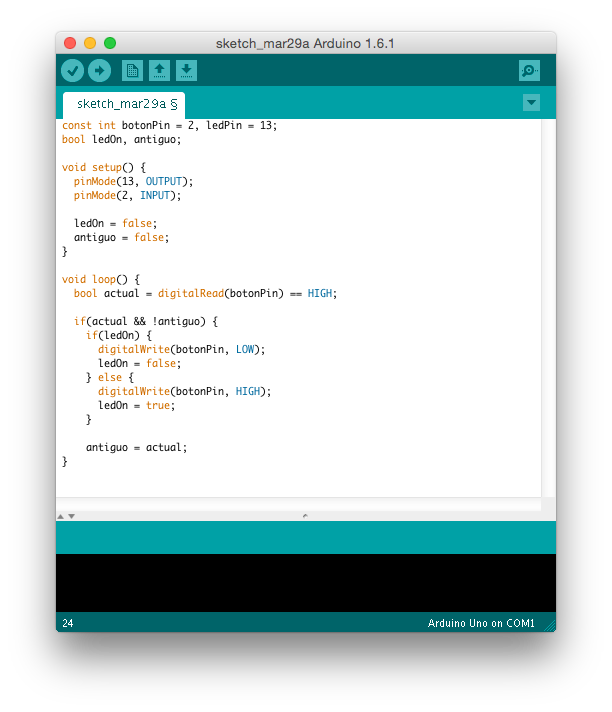 sketch_mar29a Arduino 1.6.1
sketch_mar29a §
const int botonPin = 2, ledPin = 13;
bool ledOn, antiguo;
void setup() {
  pinMode(13, OUTPUT);
  pinMode(2, INPUT);
  ledOn = false;
  antiguo = false;
}
void loop() {
  bool actual = digitalRead(botonPin) == HIGH;
  if(actual && !antiguo) {
    if(ledOn) {
      digitalWrite(botonPin, LOW);
      ledOn = false;
    } else {
      digitalWrite(botonPin, HIGH);
      ledOn = true;
    }
    antiguo = actual;
}
24
Arduino Uno on COM1